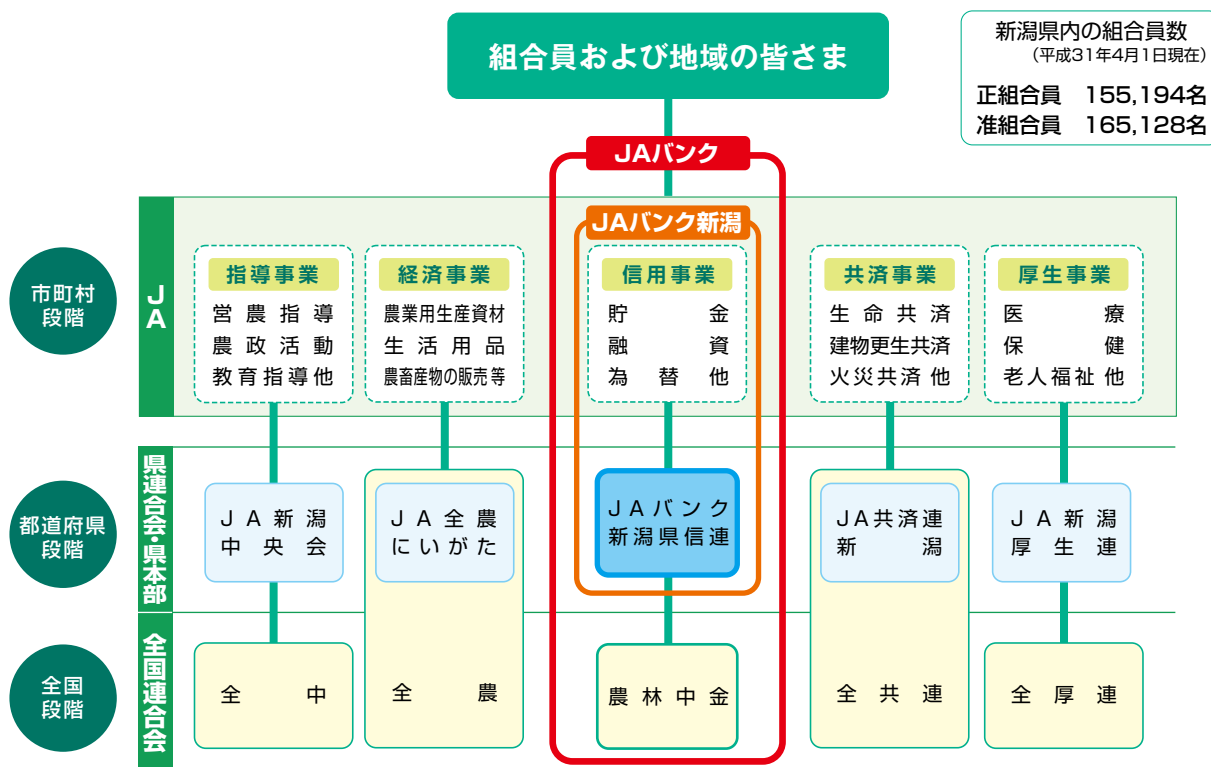 組合員および地域の皆さま
新潟県内の組合員数
（平成31年4月1日現在）
正組合員 155,194名
准組合員 165,128名
JAバンク
JAバンク新潟
市町村
段階
JA
指導事業
営農指導
農政活動
教育指導他
経済事業
農業用生産資材
生活用品
農畜産物の販売等
信用事業
貯金
融資
為替他
共済事業
生命共済
建物更生共済
火災共済他
厚生事業
医療
保健
老人福祉他
都道府県
段階
県連合会・県本部
JA新潟
中央会
JA全農
にいがた
JAバンク
新潟県信連
JA共済連
新潟
JA新潟
厚生連
全国
段階
全国連合会
全中
全農
農林中金
全共連
全厚連